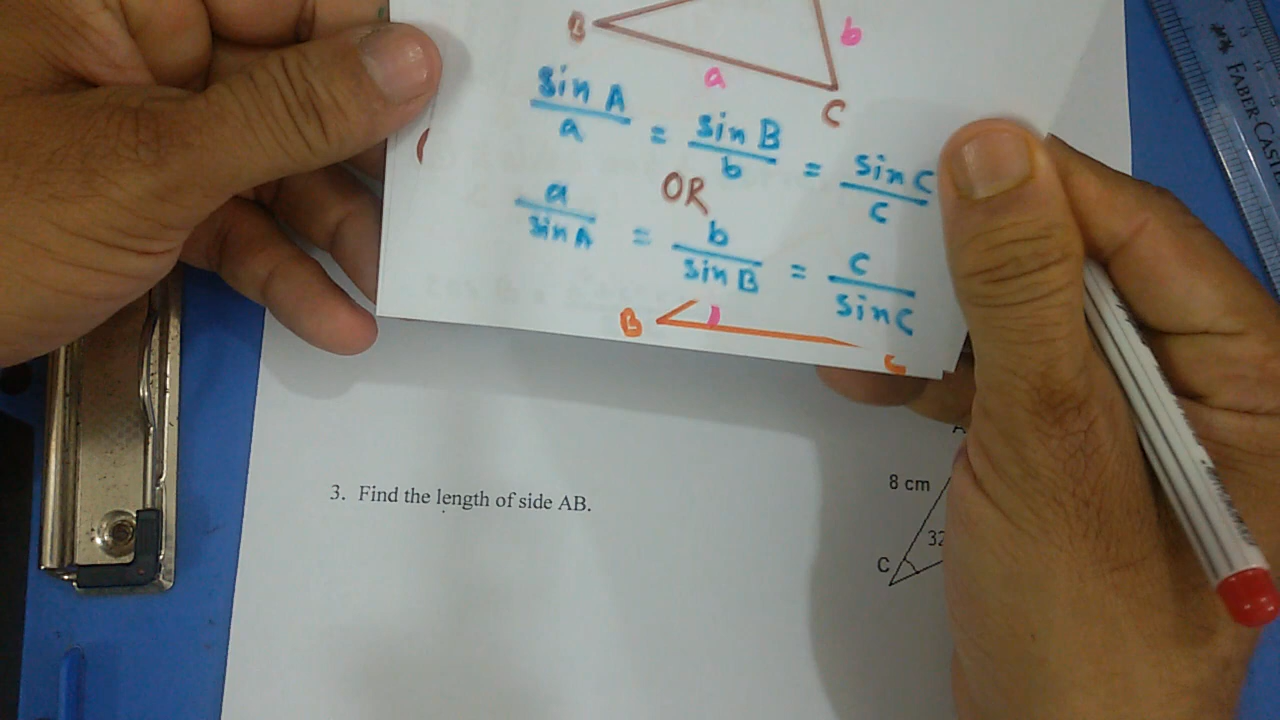 B
b
a
C
sin A / a = sin B / b = sin C / c
OR
a / sin A = b / sin B = c / sin C
B
C
3. Find the length of side AB.
8 cm
32
C
FABER CASTE